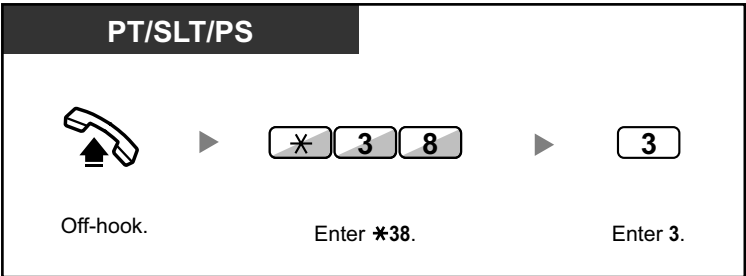 PT/SLT/PS
* 3 8 3
Off-hook. Enter *38. Enter 3.